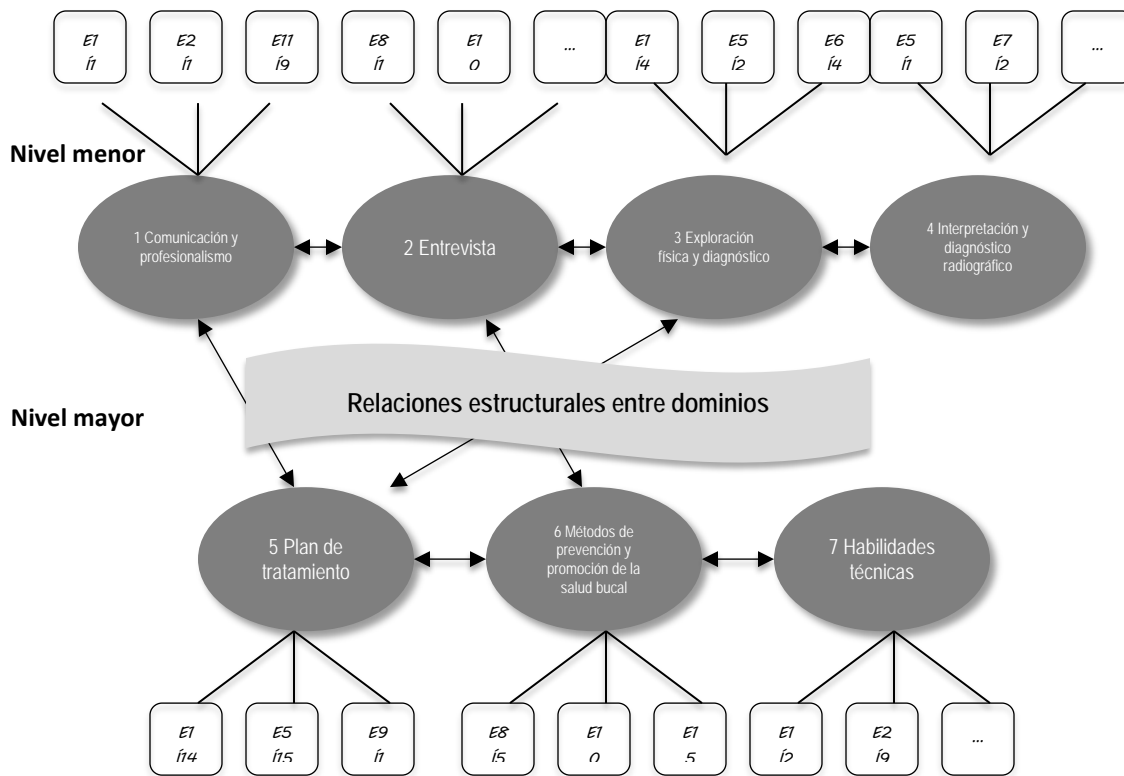 E1
í1
E2
í1
E11
í9
E8
í1
E1
0
...
E1
í4
E5
í2
E6
í4
E5
í1
E7
í2
...
Nivel menor
1 Comunicación y
profesionalismo
2 Entrevista
3 Exploración
física y diagnóstico
4 Interpretación y
diagnóstico
radiográfico
Relaciones estructurales entre dominios
Nivel mayor
5 Plan de
tratamiento
6 Métodos de
prevención y
promoción de la
salud bucal
7 Habilidades
técnicas
E1
í14
E5
í15
E9
í1
E8
í5
E1
0
E1
5
E1
í2
E2
í9
...